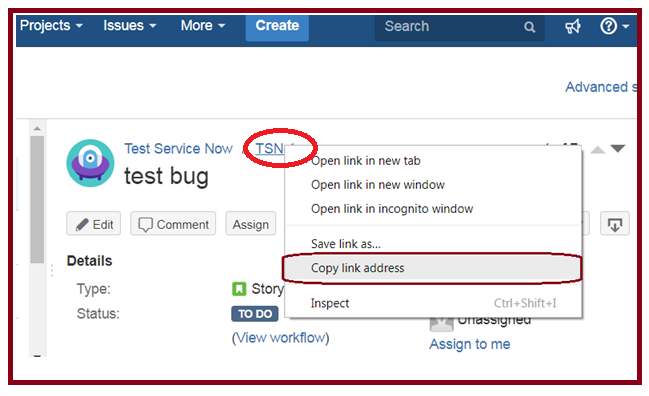 Projects Issues More Create Search
Advanced s
Test Service Now / TSN
test bug
Edit Comment Assign
Details
Type: Story
Status: TO DO
(View workflow)
Open link in new tab
Open link in new window
Open link in incognito window
Save link as...
Copy link address
Inspect Ctrl+Shift+I
Unassigned
Assign to me